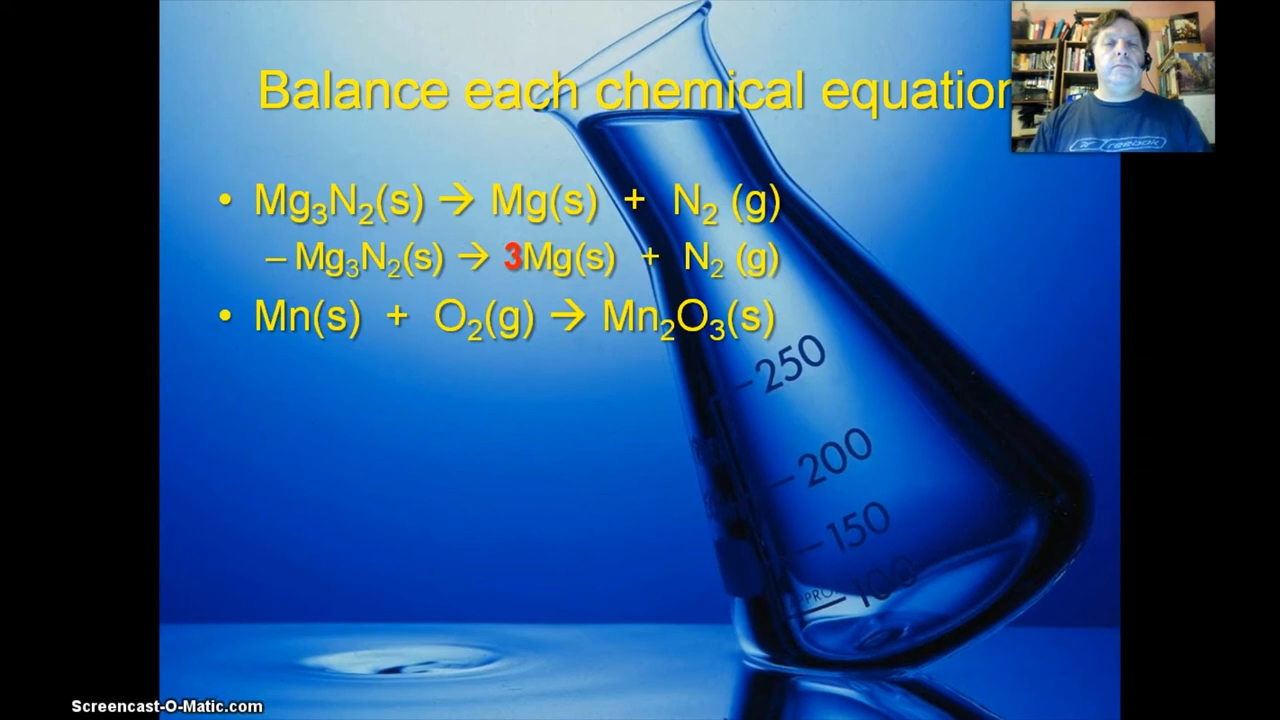 Balance each chemical equation
• Mg₃N₂(s) → Mg(s) + N₂ (g)
– Mg₃N₂(s) → 3Mg(s) + N₂ (g)
• Mn(s) + O₂(g) → Mn₂O₃(s)
250
200
150
100
Screencast-O-Matic.com